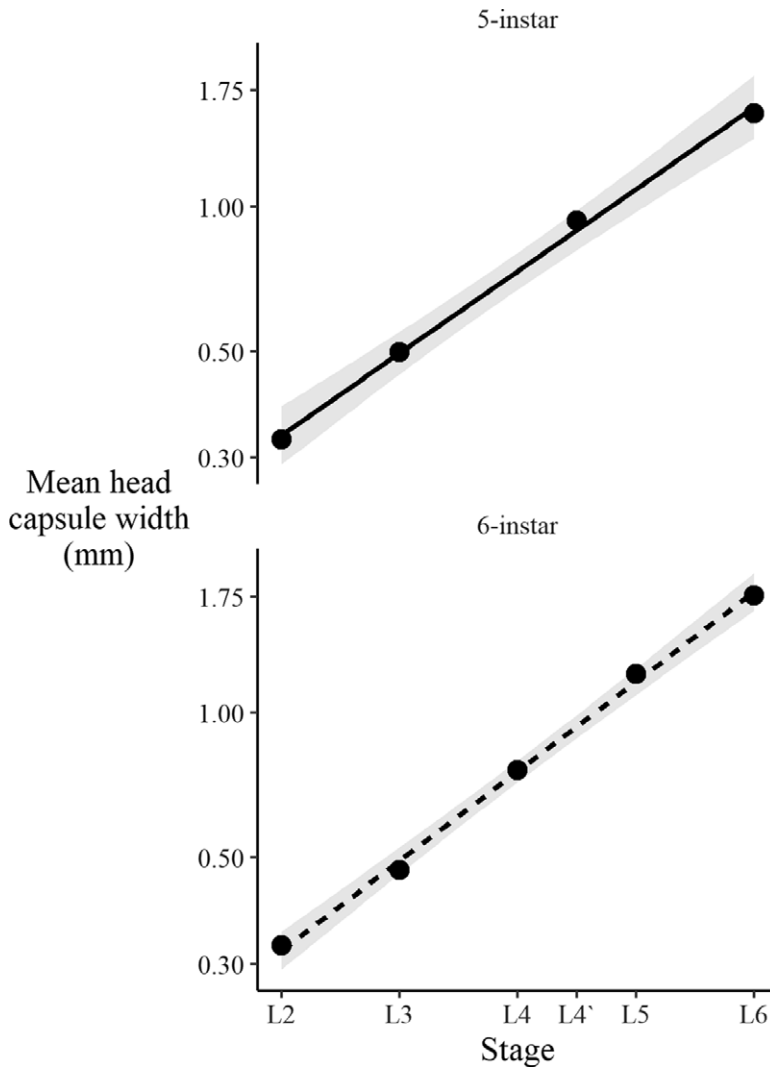 5-instar
1.75
1.00
0.50
0.30
Mean head
capsule width
(mm)
6-instar
1.75
1.00
0.50
0.30
L2 L3 L4 L4` L5 L6
Stage